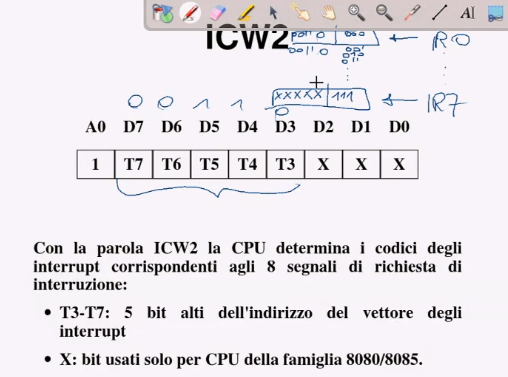 ICW2
00110 000 ← IR0
00110 001
XXXXX 111 ← IR7
0 0 1 1 0
A0 D7 D6 D5 D4 D3 D2 D1 D0
1 T7 T6 T5 T4 T3 X X X
Con la parola ICW2 la CPU determina i codici degli
interrupt corrispondenti agli 8 segnali di richiesta di
interruzione:
• T3-T7: 5 bit alti dell'indirizzo del vettore degli
interrupt
• X: bit usati solo per CPU della famiglia 8080/8085.